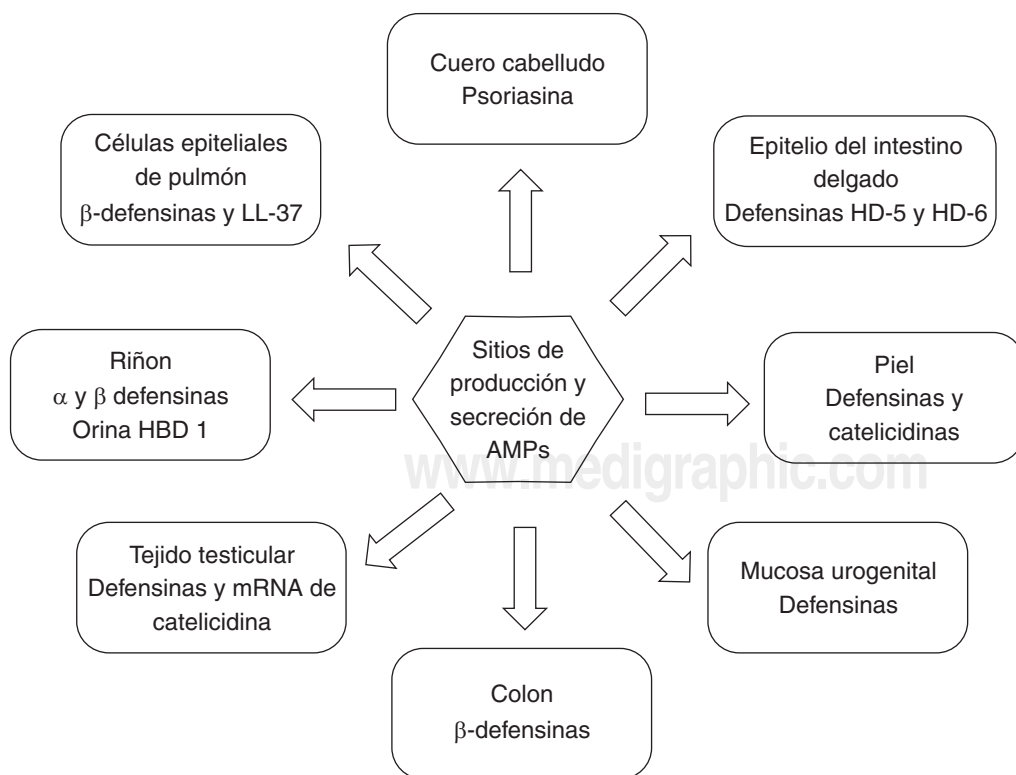 Cuero cabelludo
Psoriasina
Células epiteliales
de pulmón
β-defensinas y LL-37
Epitelio del intestino
delgado
Defensinas HD-5 y HD-6
Riñon
α y β defensinas
Orina HBD 1
Sitios de
producción y
secreción de
AMPs
Piel
Defensinas y
catelicidinas
www.medigraphic.com
Tejido testicular
Defensinas y mRNA de
catelicidina
Mucosa urogenital
Defensinas
Colon
β-defensinas